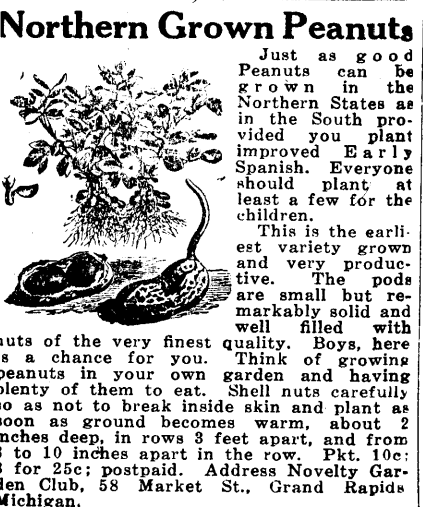 Northern Grown Peanuts
Just as good
Peanuts can be
grown in the
Northern States as
in the South pro-
vided you plant
improved Early
Spanish. Everyone
should plant at
least a few for the
children.
This is the earli-
est variety grown
and very produc-
tive. The pods
are small but re-
markably solid and
well filled with
nuts of the very finest quality. Boys, here
is a chance for you. Think of growing
peanuts in your own garden and having
plenty of them to eat. Shell nuts carefully
so as not to break inside skin and plant as
soon as ground becomes warm, about 2
inches deep, in rows 3 feet apart, and from
to 10 inches apart in the row. Pkt. 10c;
for 25c; postpaid. Address Novelty Gar-
den Club, 58 Market St., Grand Rapids
Michigan.